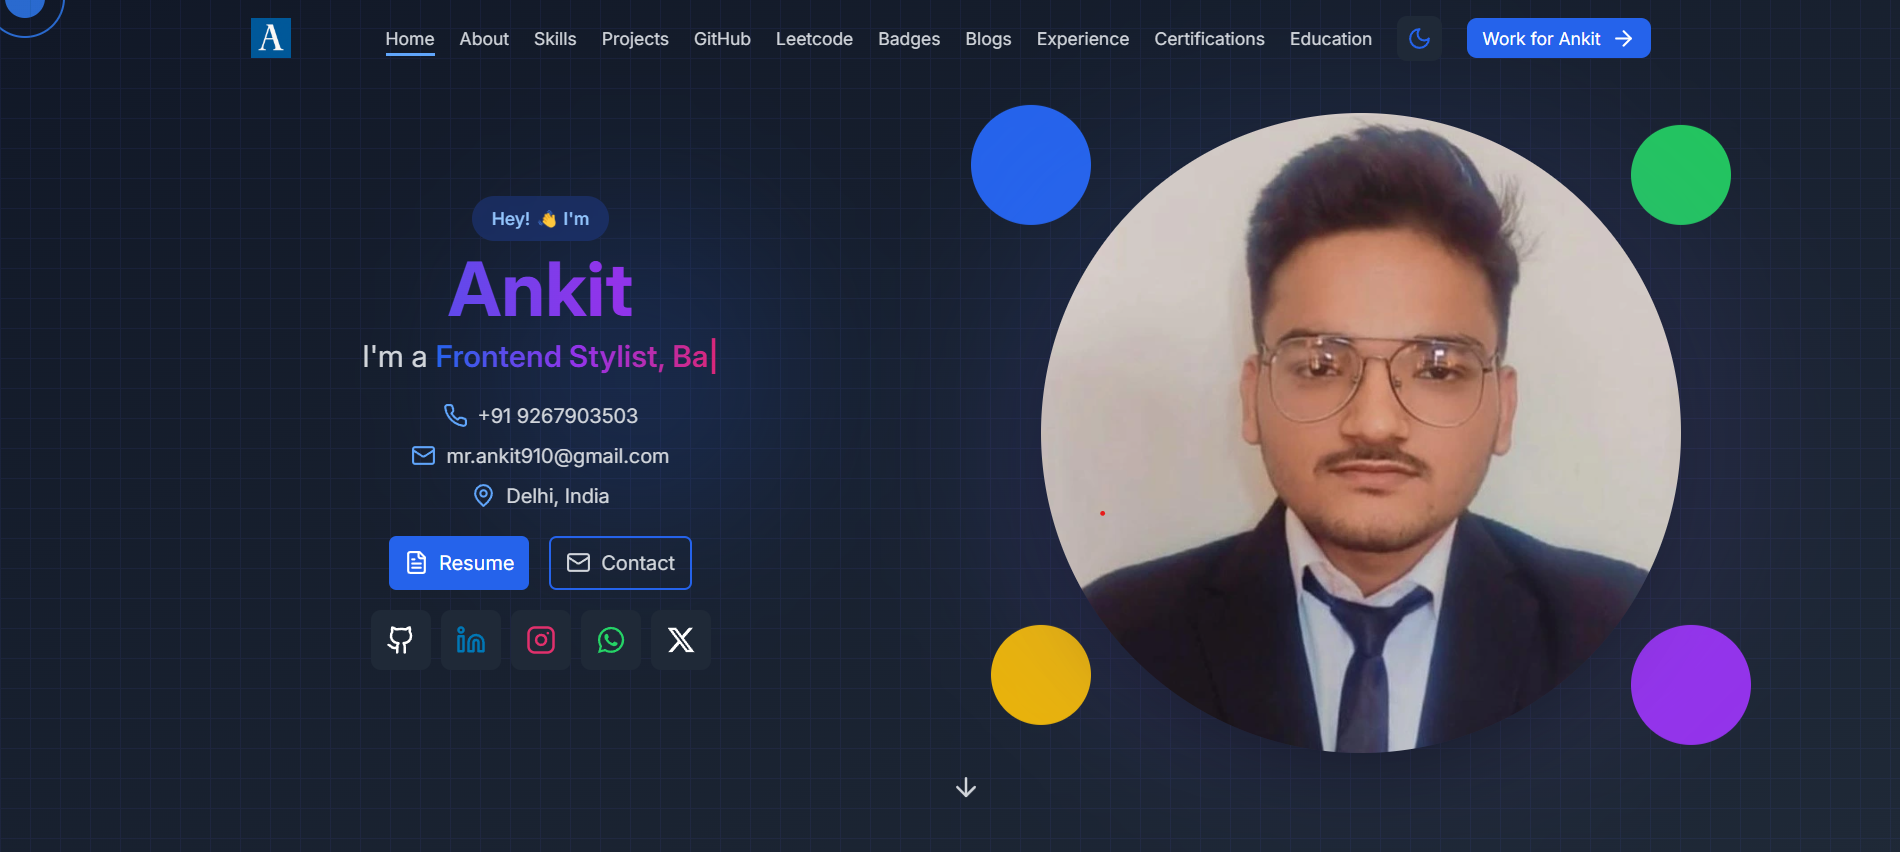 A
Home About Skills Projects GitHub Leetcode Badges Blogs Experience Certifications Education Work for Ankit
Hey! 👋 I'm
Ankit
I'm a Frontend Stylist, Ba|
+91 9267903503
mr.ankit910@gmail.com
Delhi, India
Resume Contact